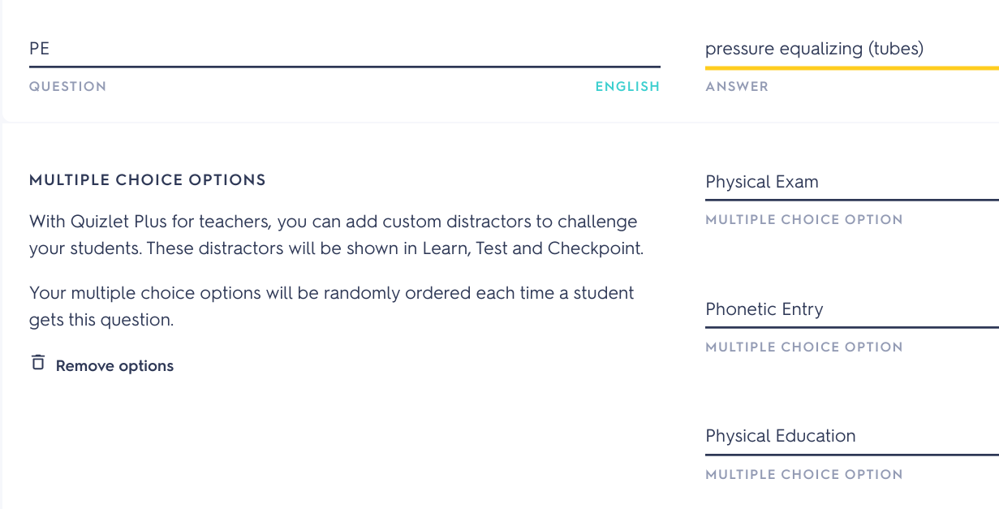 PE
QUESTION
ENGLISH
pressure equalizing (tubes)
ANSWER
MULTIPLE CHOICE OPTIONS
With Quizlet Plus for teachers, you can add custom distractors to challenge
your students. These distractors will be shown in Learn, Test and Checkpoint.
Your multiple choice options will be randomly ordered each time a student
gets this question.
Remove options
Physical Exam
MULTIPLE CHOICE OPTION
Phonetic Entry
MULTIPLE CHOICE OPTION
Physical Education
MULTIPLE CHOICE OPTION